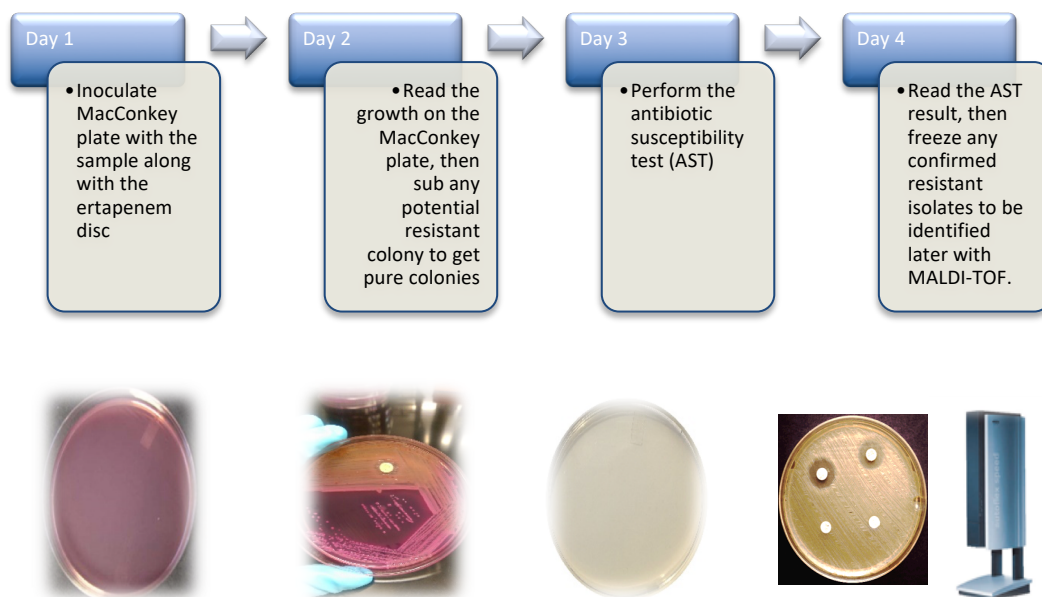 Day 1
•Inoculate
MacConkey
plate with the
sample along
with the
ertapenem
disc
Day 2
•Read the
growth on the
MacConkey
plate, then
sub any
potential
resistant
colony to get
pure colonies
Day 3
•Perform the
antibiotic
susceptibility
test (AST)
Day 4
•Read the AST
result, then
freeze any
confirmed
resistant
isolates to be
identified
later with
MALDI-TOF.